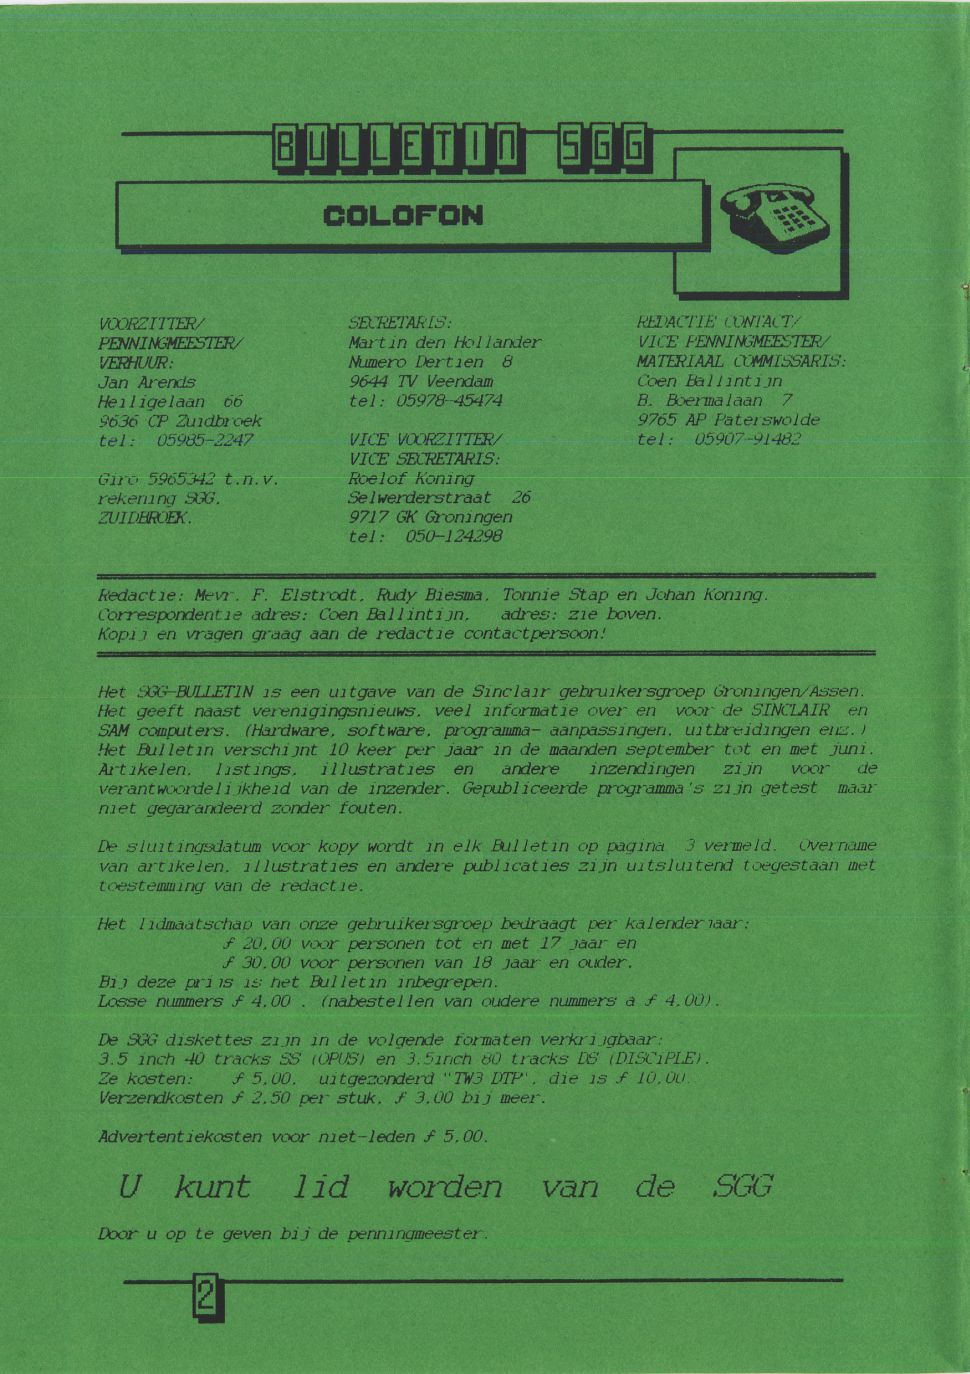 BULLETIN SGG
COLOFON
VOORZITTER/
PENNINGMEESTER/
VERHUUR:
Jan Arends
Heiligelaan 66
9636 CP Zuidbroek
tel: 05985-2247
Giro 5965342 t.n.v.
rekening SGG,
ZUIDBROEK.
SECRETARIS:
Martin den Hollander
Numero Dertien 8
9644 TV Veendam
tel: 05978-45474
VICE VOORZITTER/
VICE SECRETARIS:
Roelof Koning
Selwerderstraat 26
9717 GK Groningen
tel: 050-124298
REDACTIE CONTACT/
VICE PENNINGMEESTER/
MATERIAAL COMMISSARIS:
Coen Ballintijn
B. Boermalaan 7
9765 AP Paterswolde
tel: 05907-91482
Redactie: Mevr. F. Elstrodt, Rudy Biesma, Tonnie Stap en Johan Koning.
Correspondentie adres: Coen Ballintijn, adres: zie boven.
Kopij en vragen graag aan de redactie contactpersoon!
Het SGG-BULLETIN is een uitgave van de Sinclair gebruikersgroep Groningen/Assen.
Het geeft naast verenigingsnieuws, veel informatie over en voor de SINCLAIR en
SAM computers. (Hardware, software, programma- aanpassingen, uitbreidingen enz.)
Het Bulletin verschijnt 10 keer per jaar in de maanden september tot en met juni.
Artikelen, listings, illustraties en andere inzendingen zijn voor de
verantwoordelijkheid van de inzender. Gepubliceerde programma's zijn getest maar
niet gegarandeerd zonder fouten.
De sluitingsdatum voor kopy wordt in elk Bulletin op pagina 3 vermeld. Overname
van artikelen, illustraties en andere publicaties zijn uitsluitend toegestaan met
toestemming van de redactie.
Het lidmaatschap van onze gebruikersgroep bedraagt per kalenderjaar:
ƒ 20,00 voor personen tot en met 17 jaar en
ƒ 30,00 voor personen van 18 jaar en ouder.
Bij deze prijs is het Bulletin inbegrepen.
Losse nummers ƒ 4,00 . (nabestellen van oudere nummers a ƒ 4,00).
De SGG diskettes zijn in de volgende formaten verkrijgbaar:
3.5 inch 40 tracks SS (OPUS) en 3.5inch 80 tracks DS (DISCiPLE).
Ze kosten: ƒ 5,00, uitgezonderd "TW3 DTP", die is ƒ 10,00.
Verzendkosten ƒ 2,50 per stuk, ƒ 3,00 bij meer.
Advertentiekosten voor niet-leden ƒ 5,00.
U kunt lid worden van de SGG
Door u op te geven bij de penningmeester.
2